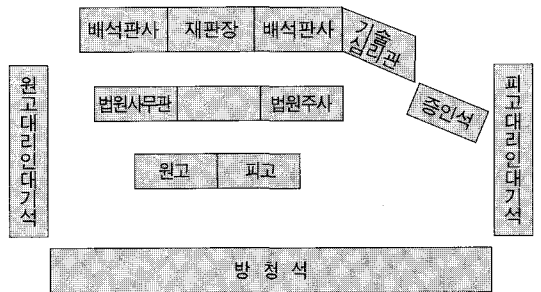 배석판사 재판장 배석판사 기술심리관
원고대리인대기석
법원사무관 법원주사
증인석
피고대리인대기석
원고 피고
방청석